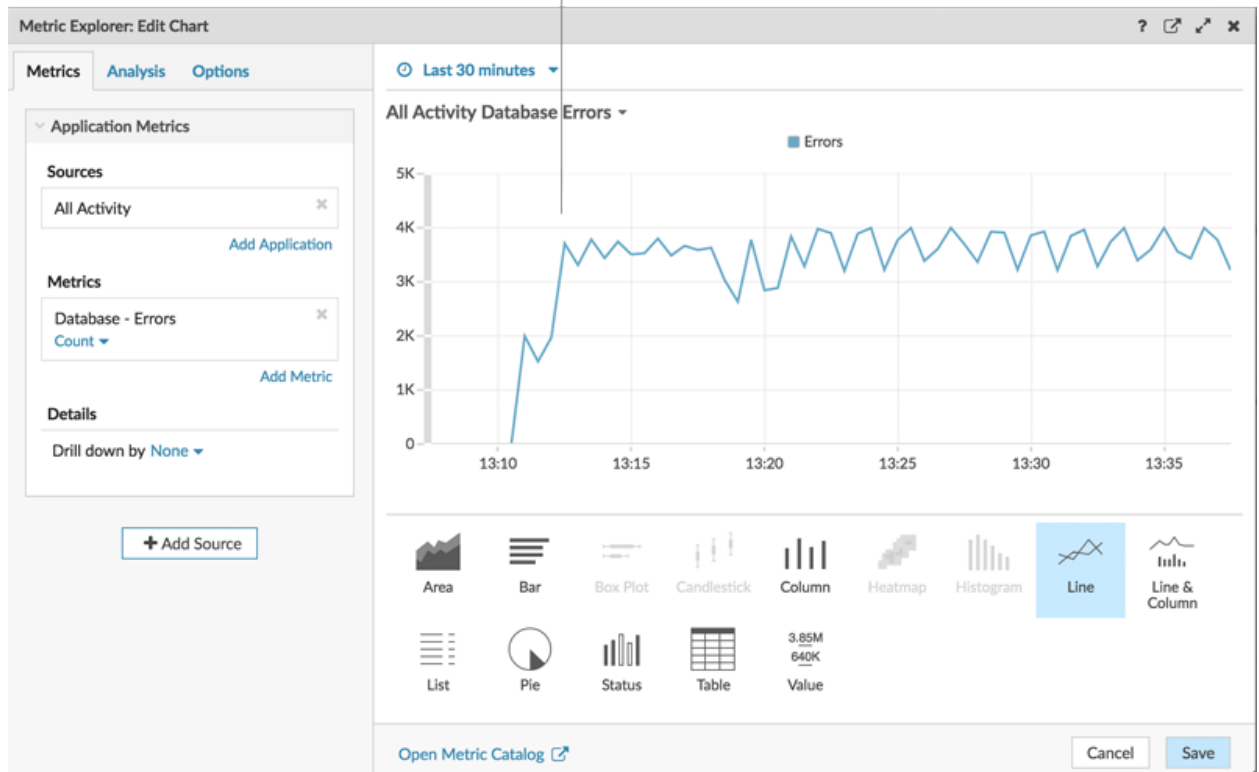 Metric Explorer: Edit Chart
?
Metrics Analysis Options
Last 30 minutes
Application Metrics
Sources
All Activity
Add Application
Metrics
Database - Errors
Count
Add Metric
Details
Drill down by None
+ Add Source
All Activity Database Errors
Errors
5K
4K
3K
2K
1K
0
13:10 13:15 13:20 13:25 13:30 13:35
Area Bar Box Plot Candlestick Column Heatmap Histogram Line Line &
Column
3.85M
640K
List Pie Status Table Value
Open Metric Catalog
Cancel Save